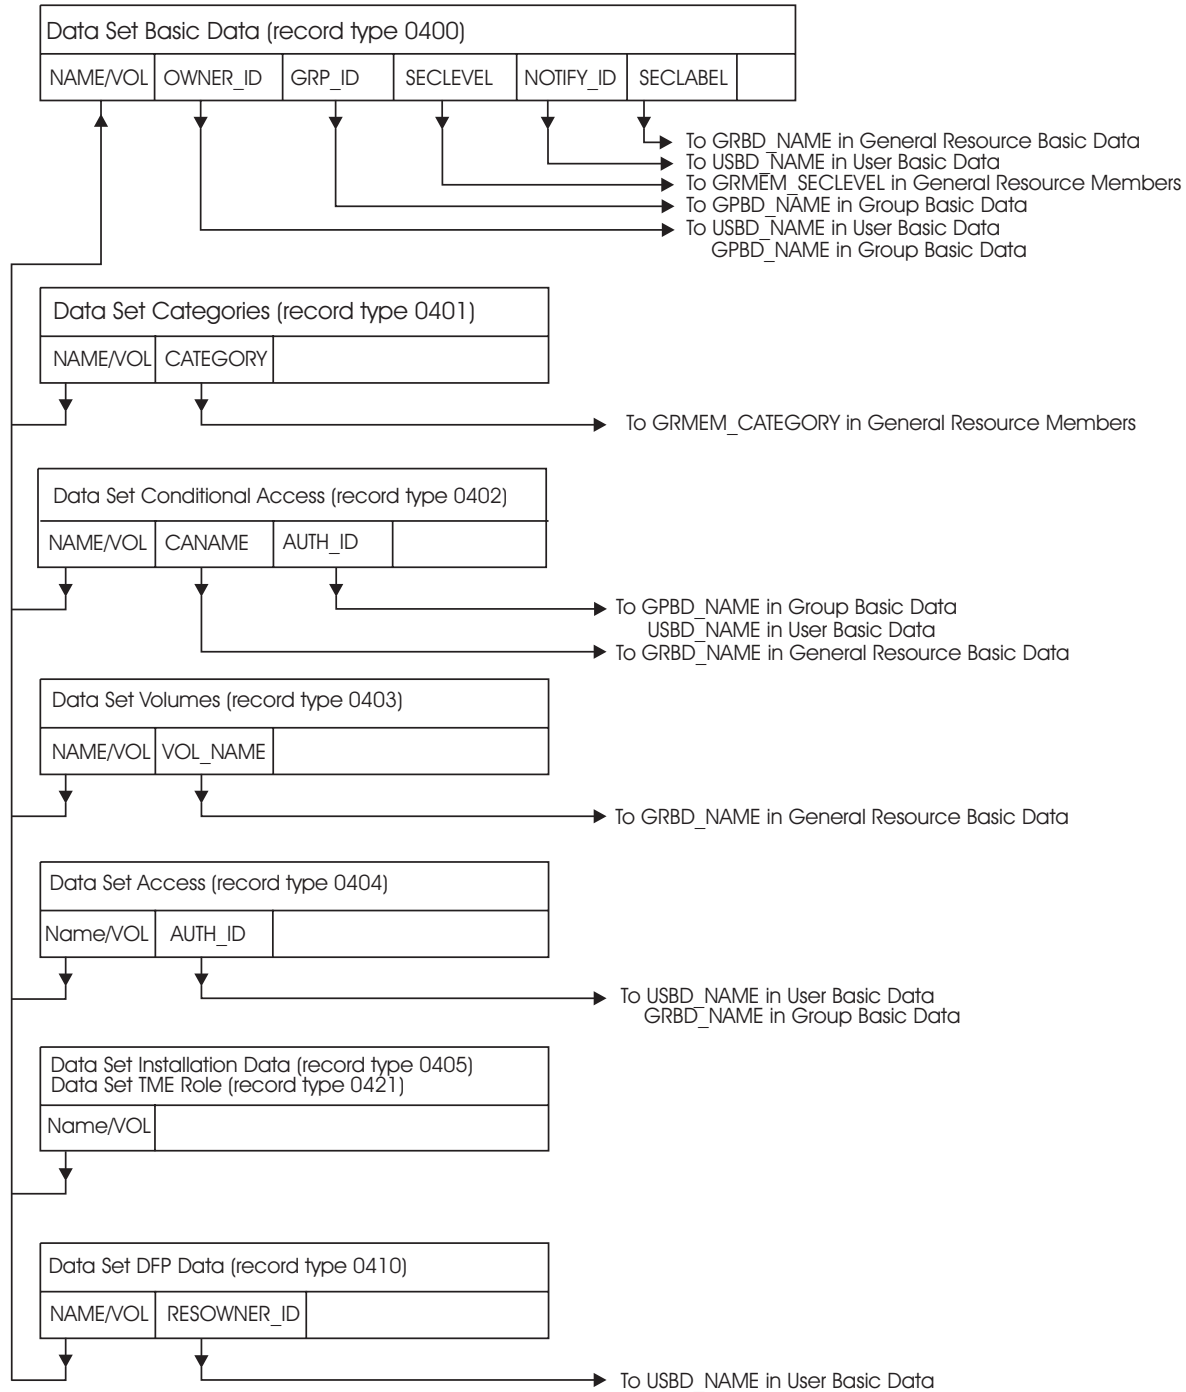 Data Set Basic Data (record type 0400)
NAME/VOL OWNER_ID GRP_ID SECLEVEL NOTIFY_ID SECLABEL
To GRBD_NAME in General Resource Basic Data
To USBD_NAME in User Basic Data
To GRMEM_SECLEVEL in General Resource Members
To GPBD_NAME in Group Basic Data
To USBD_NAME in User Basic Data
GPBD_NAME in Group Basic Data
Data Set Categories (record type 0401)
NAME/VOL CATEGORY
To GRMEM_CATEGORY in General Resource Members
Data Set Conditional Access (record type 0402)
NAME/VOL CANAME AUTH_ID
To GPBD_NAME in Group Basic Data
USBD_NAME in User Basic Data
To GRBD_NAME in General Resource Basic Data
Data Set Volumes (record type 0403)
NAME/VOL VOL_NAME
To GRBD_NAME in General Resource Basic Data
Data Set Access (record type 0404)
Name/VOL AUTH_ID
To USBD_NAME in User Basic Data
GRBD_NAME in Group Basic Data
Data Set Installation Data (record type 0405)
Data Set TME Role (record type 0421)
Name/VOL
Data Set DFP Data (record type 0410)
NAME/VOL RESOWNER_ID
To USBD_NAME in User Basic Data